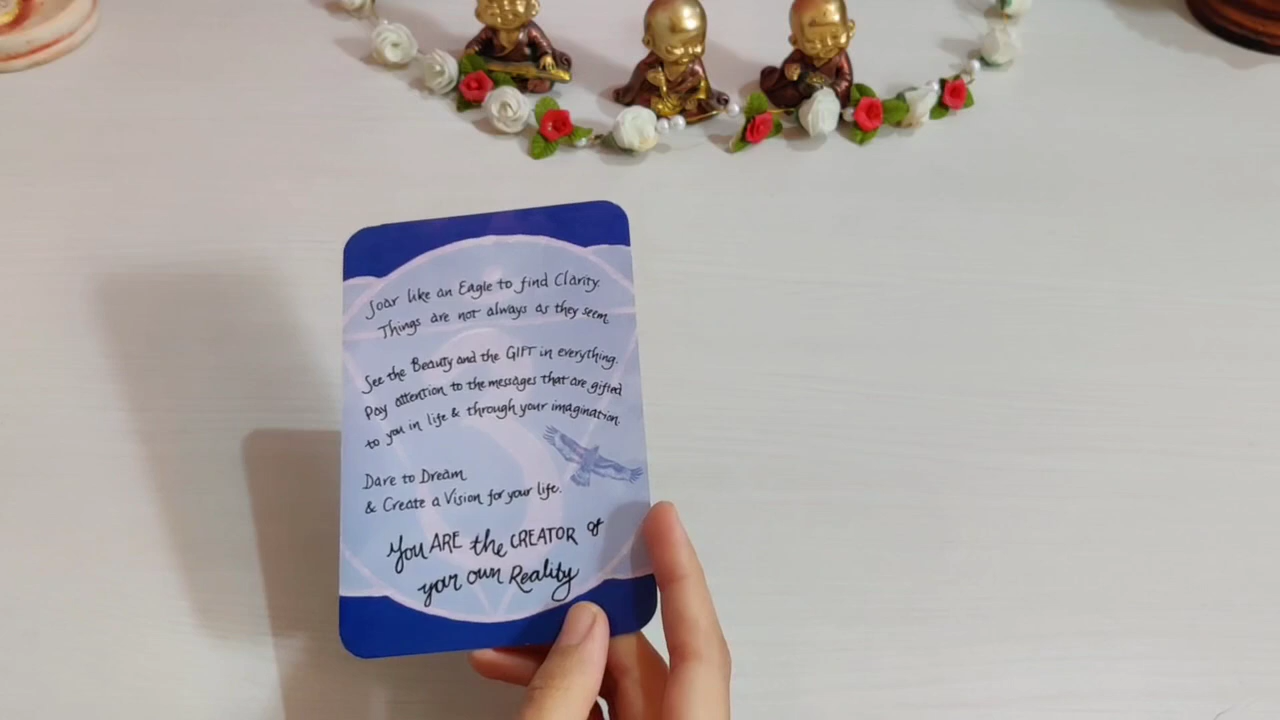 Soar like an Eagle to find Clarity.
Things are not always as they seem
See the Beauty and the GIFT in everything.
Pay attention to the messages that are gifted
to you in life & through your imagination.
Dare to Dream
& Create a Vision for your life.
You ARE the CREATOR of
your own Reality